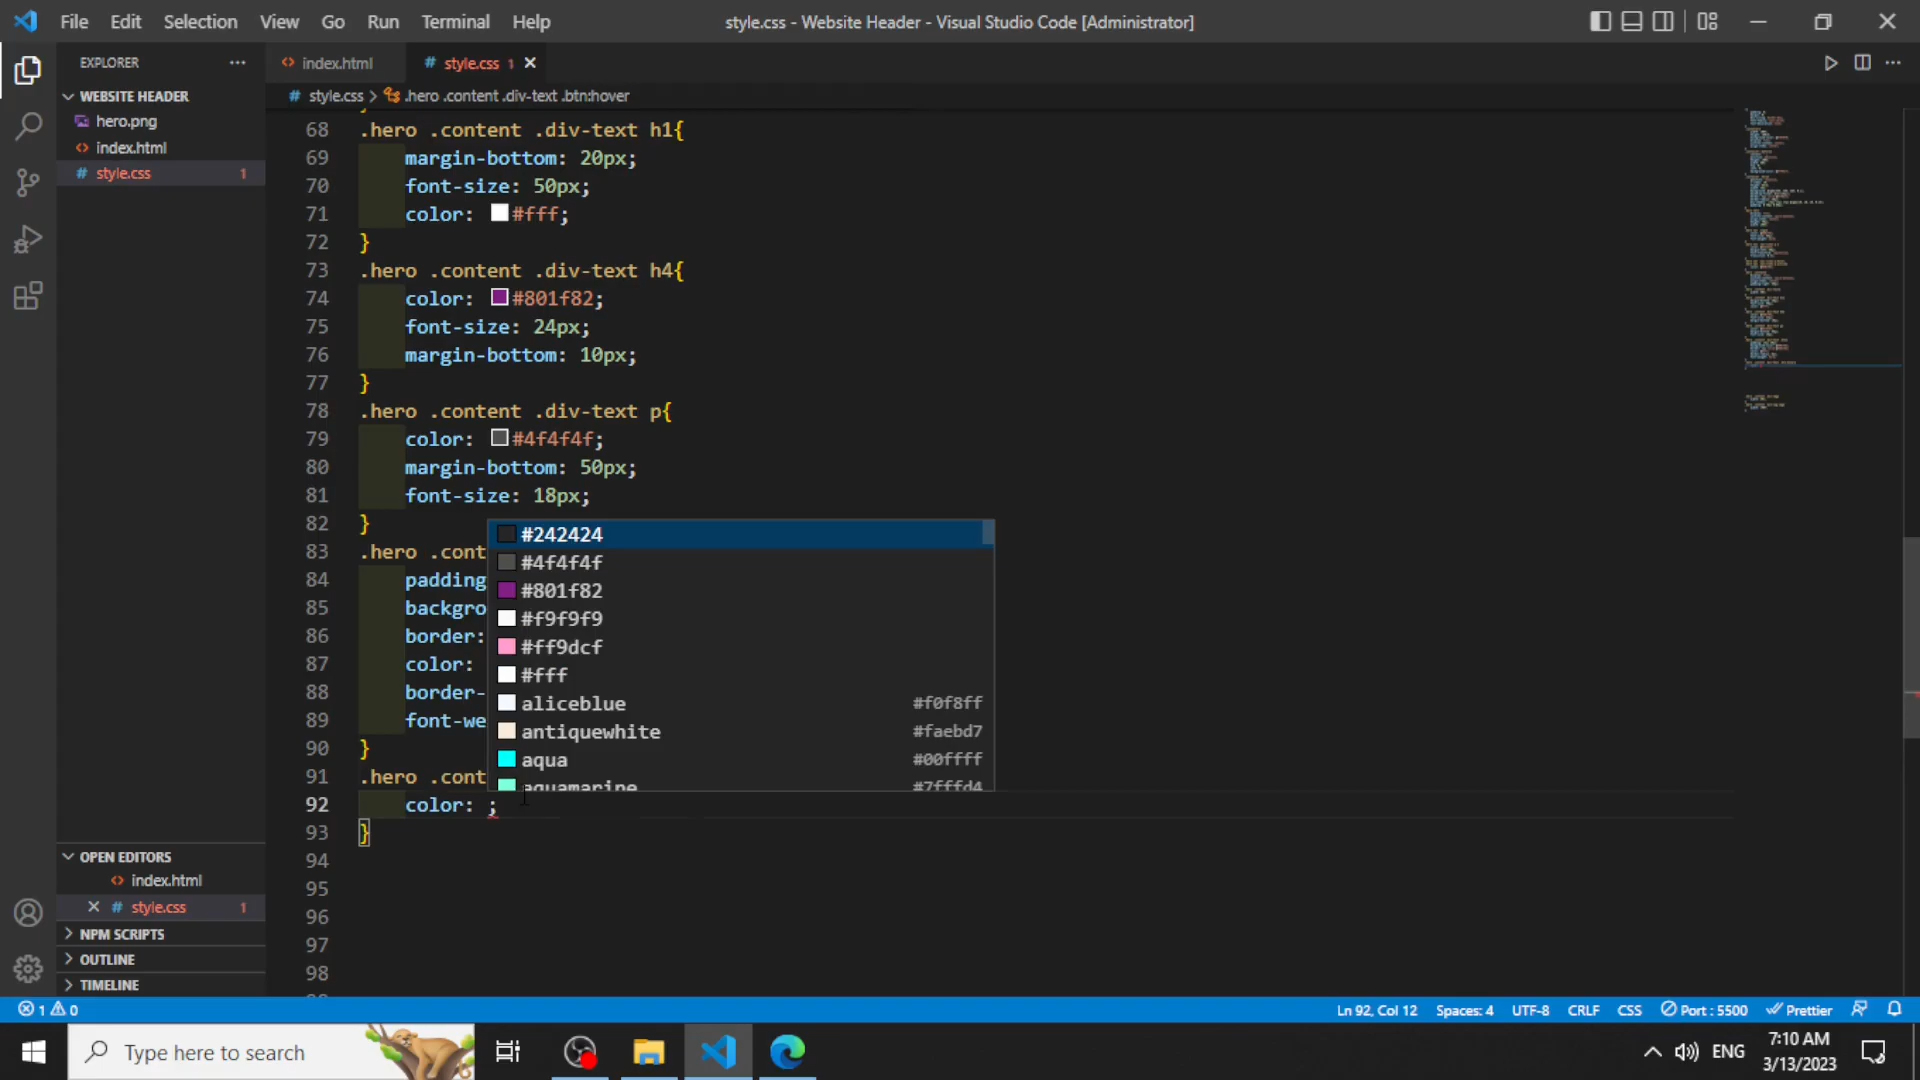 File Edit Selection View Go Run Terminal Help
style.css - Website Header - Visual Studio Code [Administrator]
EXPLORER
index.html
# style.css 1
WEBSITE HEADER
# style.css > .hero .content .div-text .btn:hover
hero.png
index.html
# style.css 1
68 .hero .content .div-text h1{
69 margin-bottom: 20px;
70 font-size: 50px;
71 color: #fff;
72 }
73 .hero .content .div-text h4{
74 color: #801f82;
75 font-size: 24px;
76 margin-bottom: 10px;
77 }
78 .hero .content .div-text p{
79 color: #4f4f4f;
80 margin-bottom: 50px;
81 font-size: 18px;
82 }
83 .hero .cont
84 padding
85 backgro
86 border:
87 color:
88 border-
89 font-we
90 }
91 .hero .cont
92 color: ;
93 }
94
95
96
97
98
#242424
#4f4f4f
#801f82
#f9f9f9
#ff9dcf
#fff
aliceblue #f0f8ff
antiquewhite #faebd7
aqua #00ffff
aquamarine #7fffd4
OPEN EDITORS
index.html
# style.css 1
NPM SCRIPTS
OUTLINE
TIMELINE
1 0
Ln 92, Col 12 Spaces: 4 UTF-8 CRLF CSS Port : 5500 Prettier
Type here to search
ENG
7:10 AM
3/13/2023